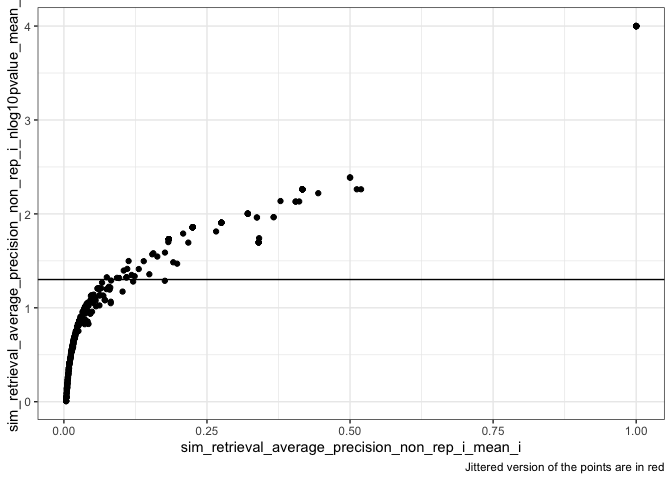 sim_retrieval_average_precision_non_rep_i_nlog10pvalue_mean_
4
3
2
1
0
0.00 0.25 0.50 0.75 1.00
sim_retrieval_average_precision_non_rep_i_mean_i
Jittered version of the points are in red